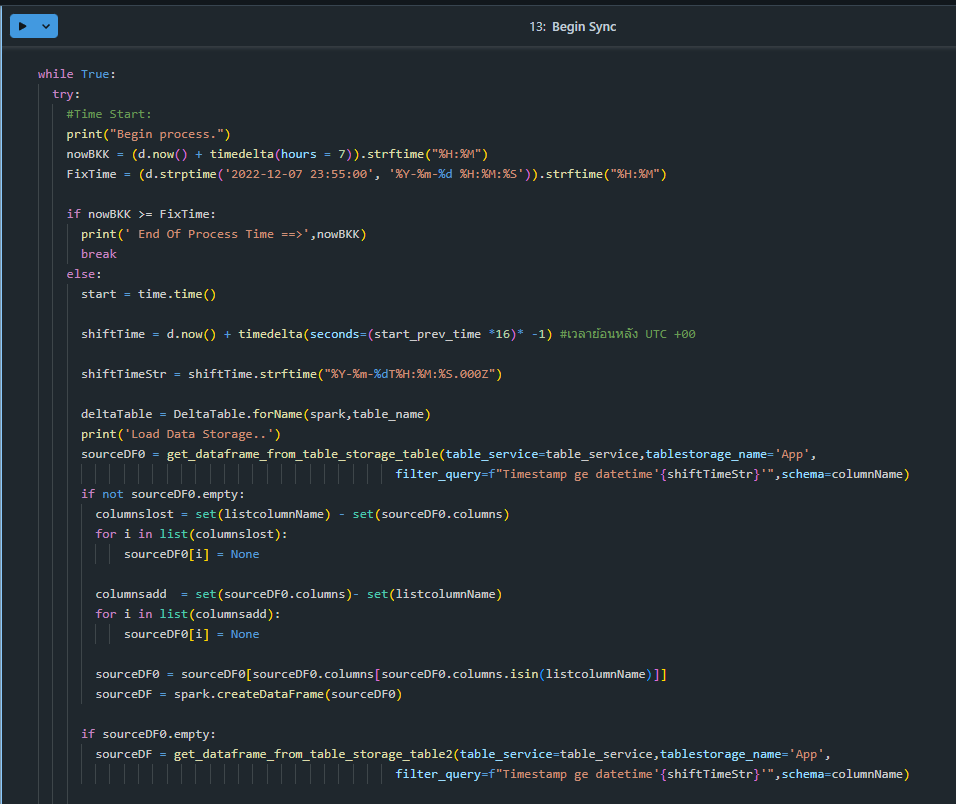 13: Begin Sync
while True:
try:
#Time Start:
print("Begin process.")
nowBKK = (d.now() + timedelta(hours = 7)).strftime("%H:%M")
FixTime = (d.strptime('2022-12-07 23:55:00', '%Y-%m-%d %H:%M:%S')).strftime("%H:%M")
if nowBKK >= FixTime:
print(' End Of Process Time ==>',nowBKK)
break
else:
start = time.time()
shiftTime = d.now() + timedelta(seconds=(start_prev_time *16)* -1) #เวลาย้อนหลัง UTC +00
shiftTimeStr = shiftTime.strftime("%Y-%m-%dT%H:%M:%S.000Z")
deltaTable = DeltaTable.forName(spark,table_name)
print('Load Data Storage..')
sourceDF0 = get_dataframe_from_table_storage_table(table_service=table_service,tablestorage_name='App',
filter_query=f"Timestamp ge datetime'{shiftTimeStr}'",schema=columnName)
if not sourceDF0.empty:
columnslost = set(listcolumnName) - set(sourceDF0.columns)
for i in list(columnslost):
sourceDF0[i] = None
columnsadd  = set(sourceDF0.columns)- set(listcolumnName)
for i in list(columnsadd):
sourceDF0[i] = None
sourceDF0 = sourceDF0[sourceDF0.columns[sourceDF0.columns.isin(listcolumnName)]]
sourceDF = spark.createDataFrame(sourceDF0)
if sourceDF0.empty:
sourceDF = get_dataframe_from_table_storage_table2(table_service=table_service,tablestorage_name='App',
filter_query=f"Timestamp ge datetime'{shiftTimeStr}'",schema=columnName)